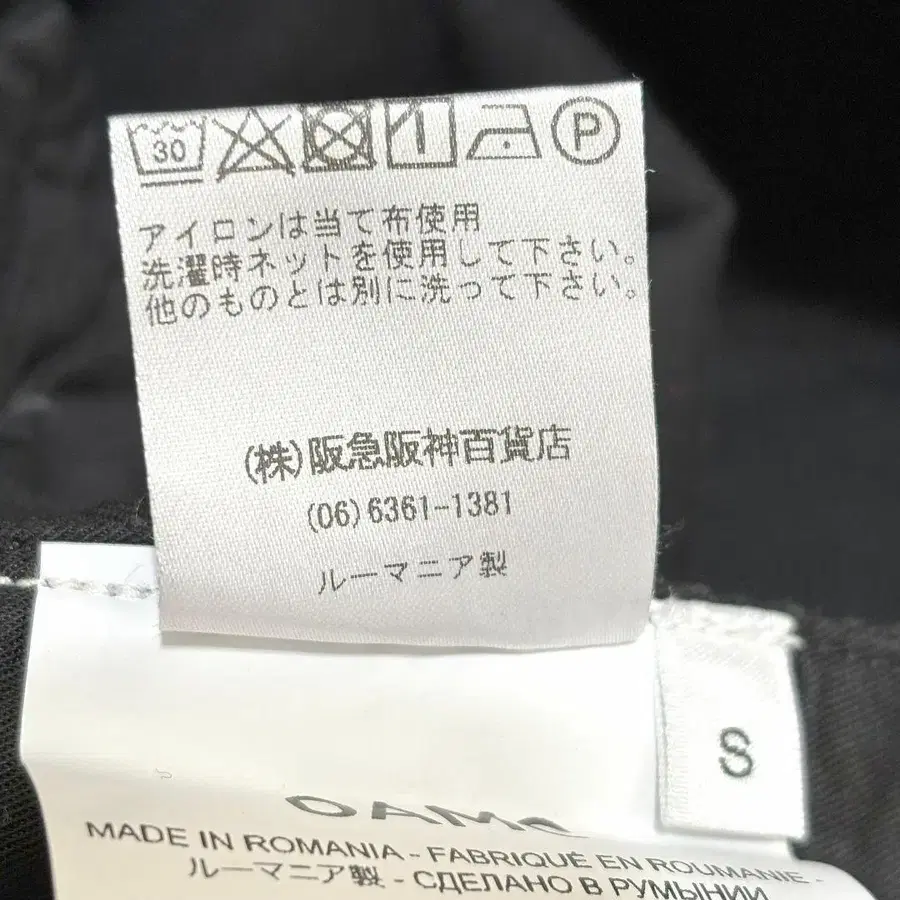 30
P
アイロンは当て布使用
洗濯時ネットを使用して下さい。
他のものとは別に洗って下さい。
(株)阪急阪神百貨店
(06)6361-1381
ルーマニア製
S
OAMC
MADE IN ROMANIA - FABRIQUÉ EN ROUMANIE -
ルーマニア製 - СДЕЛАНО В РУМЫНИИ